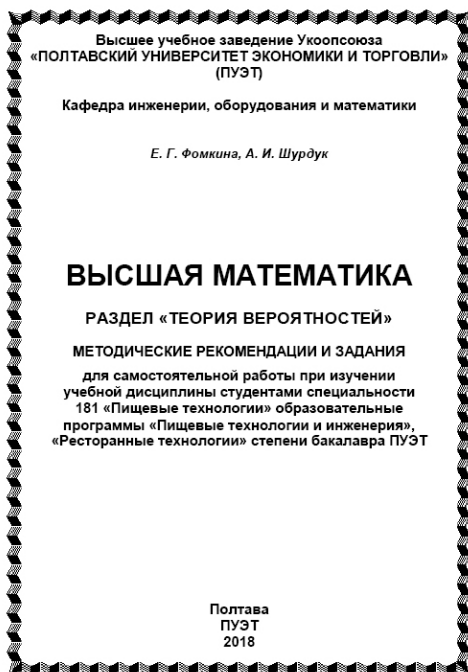 Высшее учебное заведение Укоопсоюза
«ПОЛТАВСКИЙ УНИВЕРСИТЕТ ЭКОНОМИКИ И ТОРГОВЛИ»
(ПУЭТ)
Кафедра инженерии, оборудования и математики
Е. Г. Фомкина, А. И. Шурдук
ВЫСШАЯ МАТЕМАТИКА
РАЗДЕЛ «ТЕОРИЯ ВЕРОЯТНОСТЕЙ»
МЕТОДИЧЕСКИЕ РЕКОМЕНДАЦИИ И ЗАДАНИЯ
для самостоятельной работы при изучении
учебной дисциплины студентами специальности
181 «Пищевые технологии» образовательные
программы «Пищевые технологии и инженерия»,
«Ресторанные технологии» степени бакалавра ПУЭТ
Полтава
ПУЭТ
2018